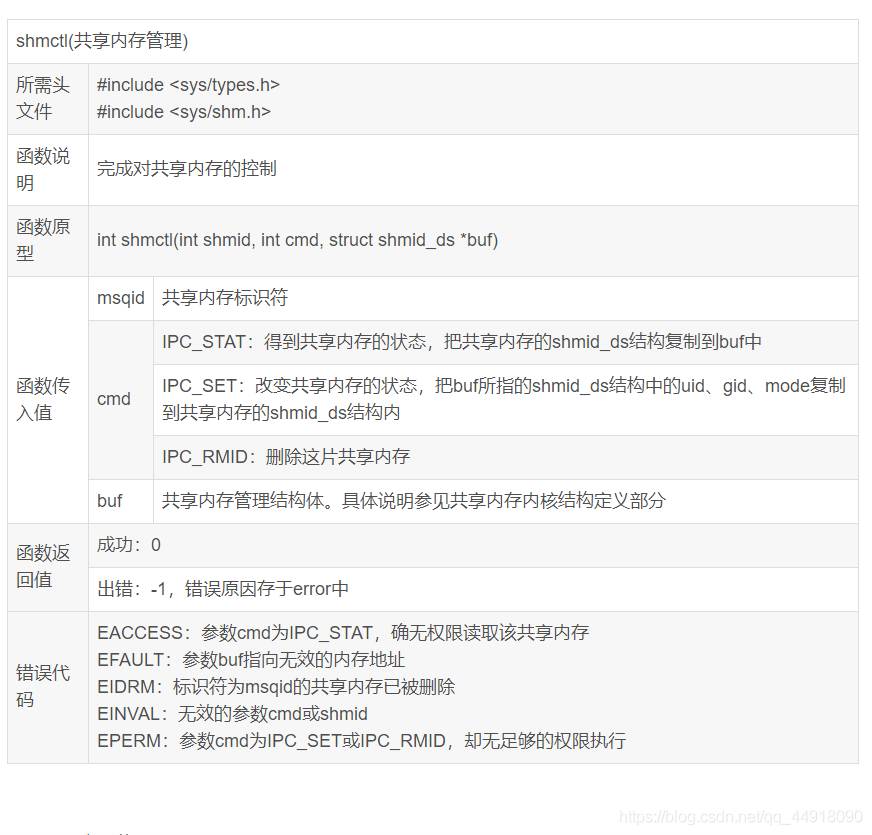 shmctl(共享内存管理)
所需头
文件
#include <sys/types.h>
#include <sys/shm.h>
函数说
明
完成对共享内存的控制
函数原
型
int shmctl(int shmid, int cmd, struct shmid_ds *buf)
函数传
入值
msqid
共享内存标识符
cmd
IPC_STAT：得到共享内存的状态，把共享内存的shmid_ds结构复制到buf中
IPC_SET：改变共享内存的状态，把buf所指的shmid_ds结构中的uid、gid、mode复制
到共享内存的shmid_ds结构内
IPC_RMID：删除这片共享内存
buf
共享内存管理结构体。具体说明参见共享内存内核结构定义部分
函数返
回值
成功：0
出错：-1，错误原因存于error中
错误代
码
EACCESS：参数cmd为IPC_STAT，确无权限读取该共享内存
EFAULT：参数buf指向无效的内存地址
EIDRM：标识符为msqid的共享内存已被删除
EINVAL：无效的参数cmd或shmid
EPERM：参数cmd为IPC_SET或IPC_RMID，却无足够的权限执行
https://blog.csdn.net/qq_44918090